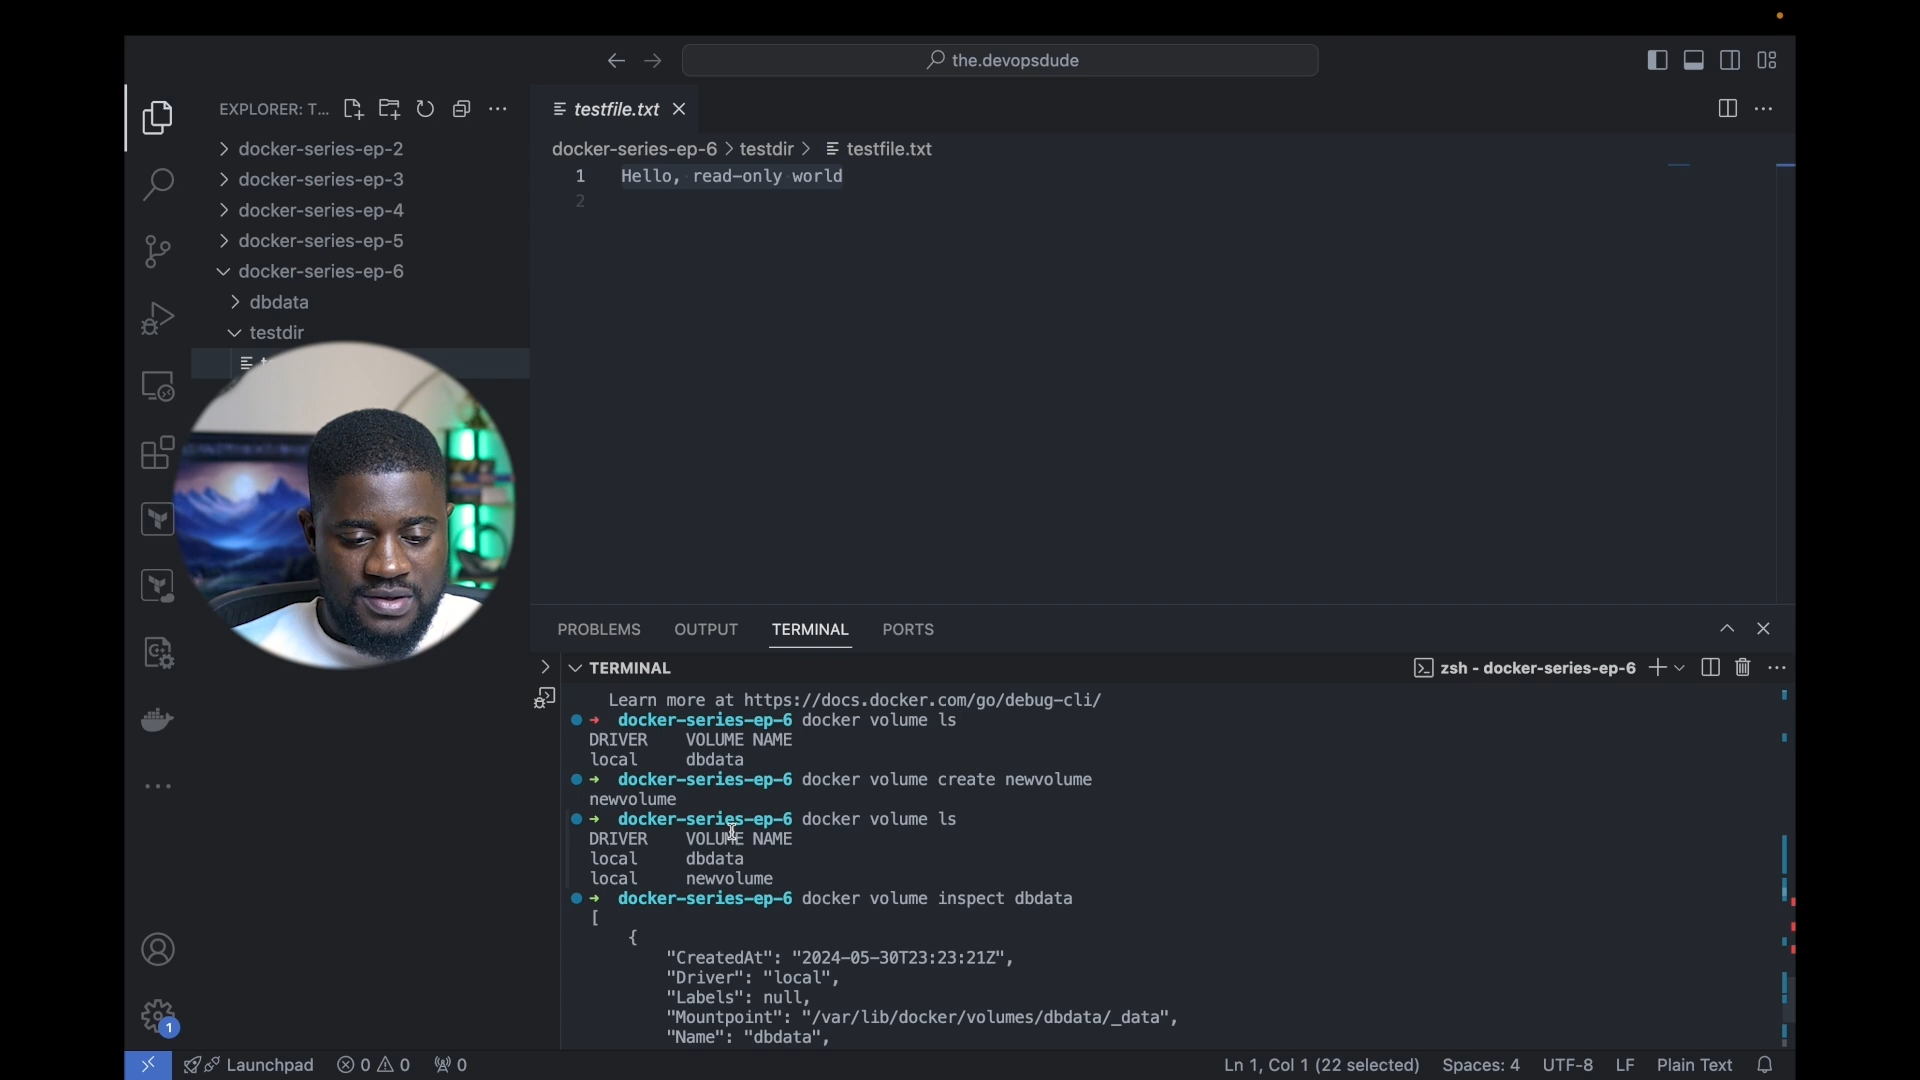 the.devopsdude
EXPLORER: T...
docker-series-ep-2
docker-series-ep-3
docker-series-ep-4
docker-series-ep-5
docker-series-ep-6
dbdata
testdir
testfile.txt
docker-series-ep-6 > testdir > testfile.txt
1 Hello, read-only world
2
PROBLEMS OUTPUT TERMINAL PORTS
TERMINAL
zsh - docker-series-ep-6
Learn more at https://docs.docker.com/go/debug-cli/
➜ docker-series-ep-6 docker volume ls
DRIVER VOLUME NAME
local dbdata
➜ docker-series-ep-6 docker volume create newvolume
newvolume
➜ docker-series-ep-6 docker volume ls
DRIVER VOLUME NAME
local dbdata
local newvolume
➜ docker-series-ep-6 docker volume inspect dbdata
[
{
"CreatedAt": "2024-05-30T23:23:21Z",
"Driver": "local",
"Labels": null,
"Mountpoint": "/var/lib/docker/volumes/dbdata/_data",
"Name": "dbdata",
1
Launchpad 0 0 0 Ln 1, Col 1 (22 selected) Spaces: 4 UTF-8 LF Plain Text